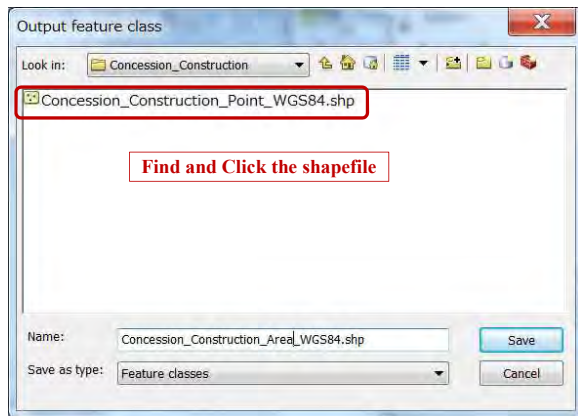 Output feature class
Look in: Concession_Construction
Concession_Construction_Point_WGS84.shp
Find and Click the shapefile
Name: Concession_Construction_Area_WGS84.shp Save
Save as type: Feature classes Cancel